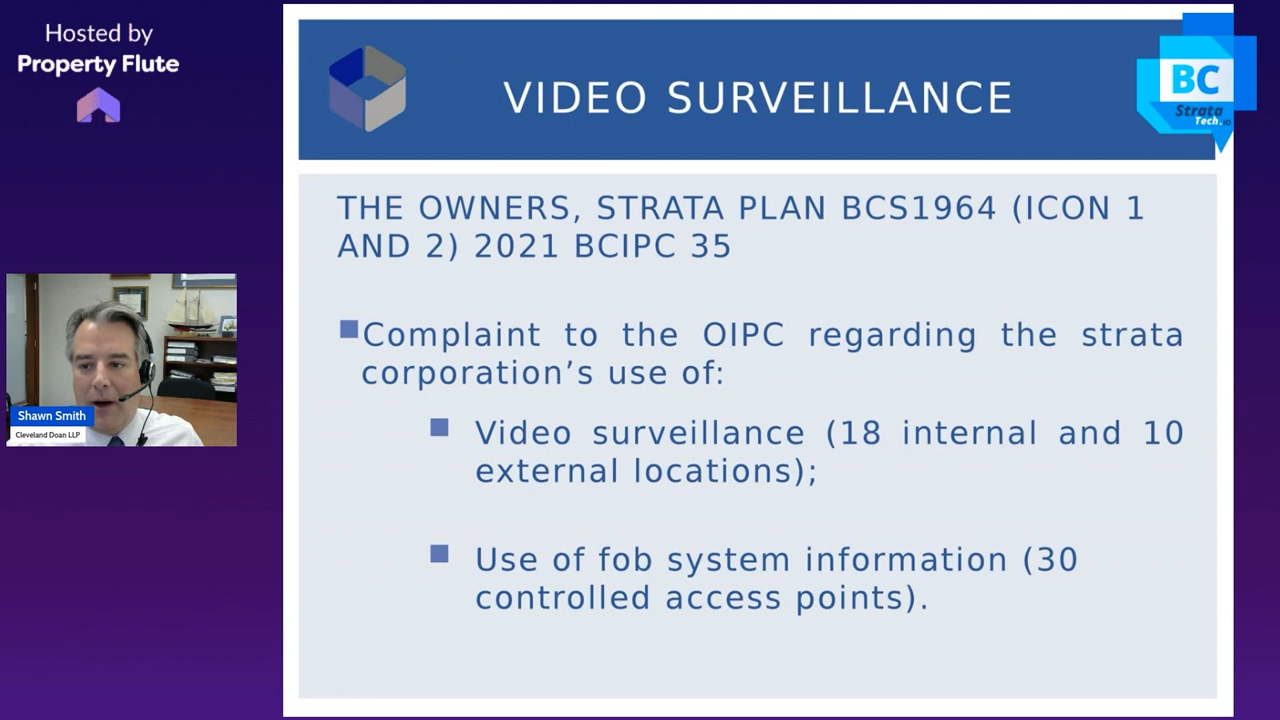 Hosted by
Property Flute
VIDEO SURVEILLANCE
BC
Strata
Tech.io
THE OWNERS, STRATA PLAN BCS1964 (ICON 1
AND 2) 2021 BCIPC 35
Complaint to the OIPC regarding the strata
corporation’s use of:
Video surveillance (18 internal and 10
external locations);
Use of fob system information (30
controlled access points).
Shawn Smith
Cleveland Doan LLP